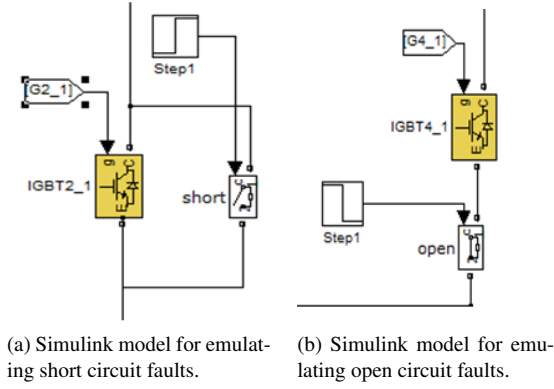 Step1
[G2_1]
g
C
E
IGBT2_1
short
c
[G4_1]
g
C
E
IGBT4_1
Step1
open
c
(a) Simulink model for emulat-
ing short circuit faults.
(b) Simulink model for emu-
lating open circuit faults.